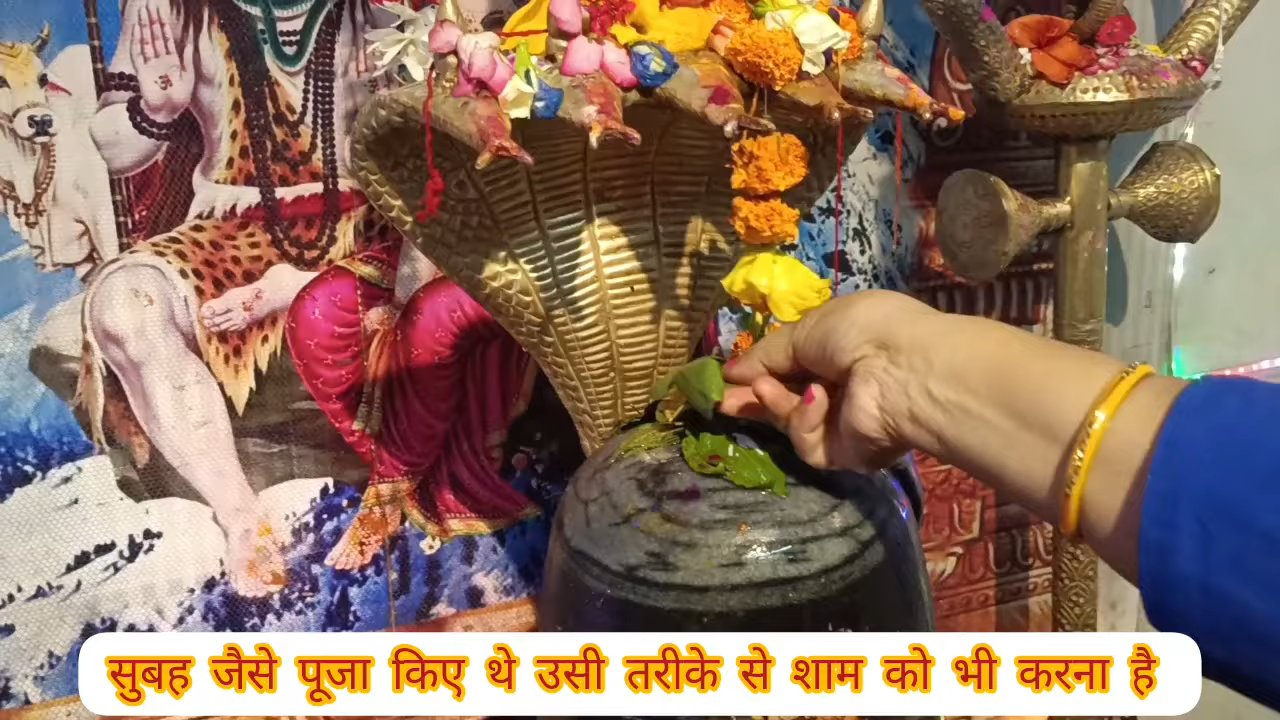 सुबह जैसे पूजा किए थे उसी तरीके से शाम को भी करना है